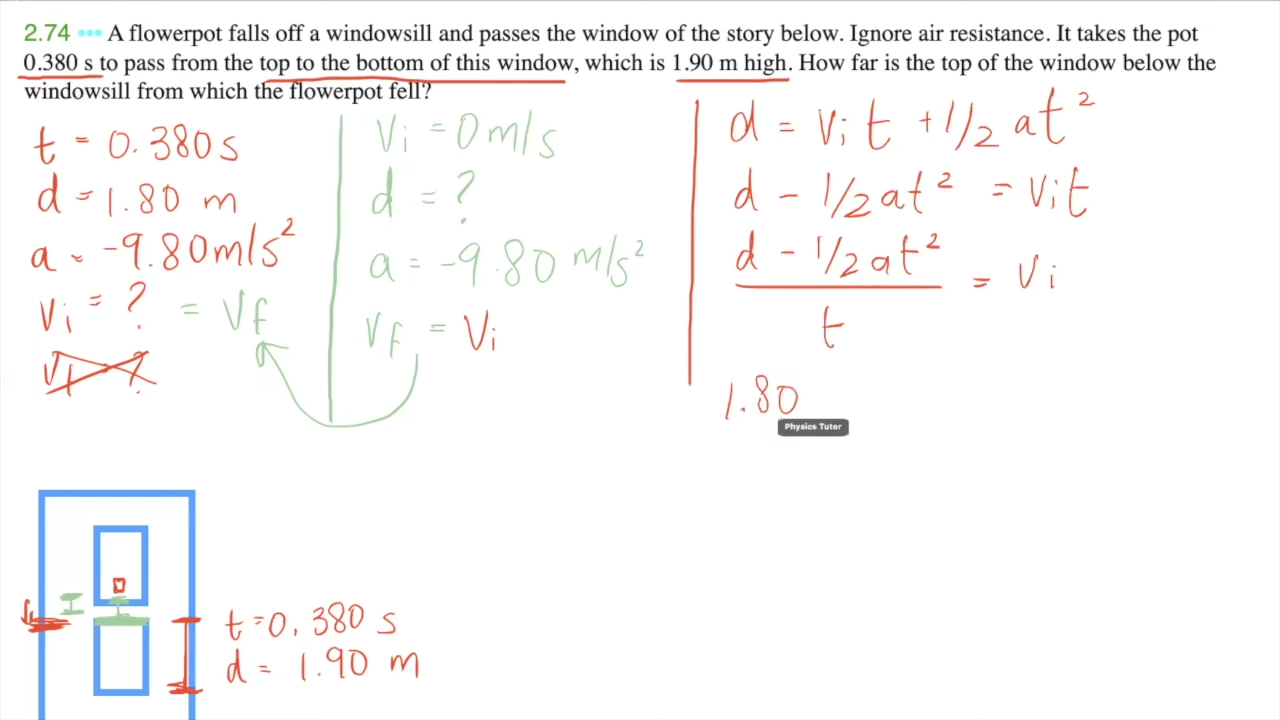 2.74 ••• A flowerpot falls off a windowsill and passes the window of the story below. Ignore air resistance. It takes the pot
0.380 s to pass from the top to the bottom of this window, which is 1.90 m high. How far is the top of the window below the
windowsill from which the flowerpot fell?
t = 0.380 s
d = 1.80 m
a = -9.80 m/s²
Vi = ? = Vf
Vf = ?
Vi = 0 m/s
d = ?
a = -9.80 m/s²
Vf = Vi
d = Vi t + 1/2 at²
d - 1/2 at² = Vi t
d - 1/2 at² = Vi
t
1.80
Physics Tutor
t = 0.380 s
d = 1.90 m